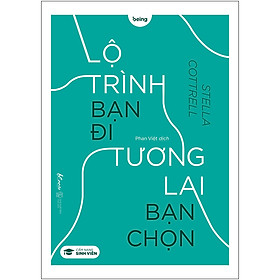 being
LỘ
TRÌNH
BẠN ĐI
STELLA
COTTRELL
Phan Việt dịch
TƯƠNG
LAI
BẠN
CHỌN
CẨM NANG
SINH VIÊN